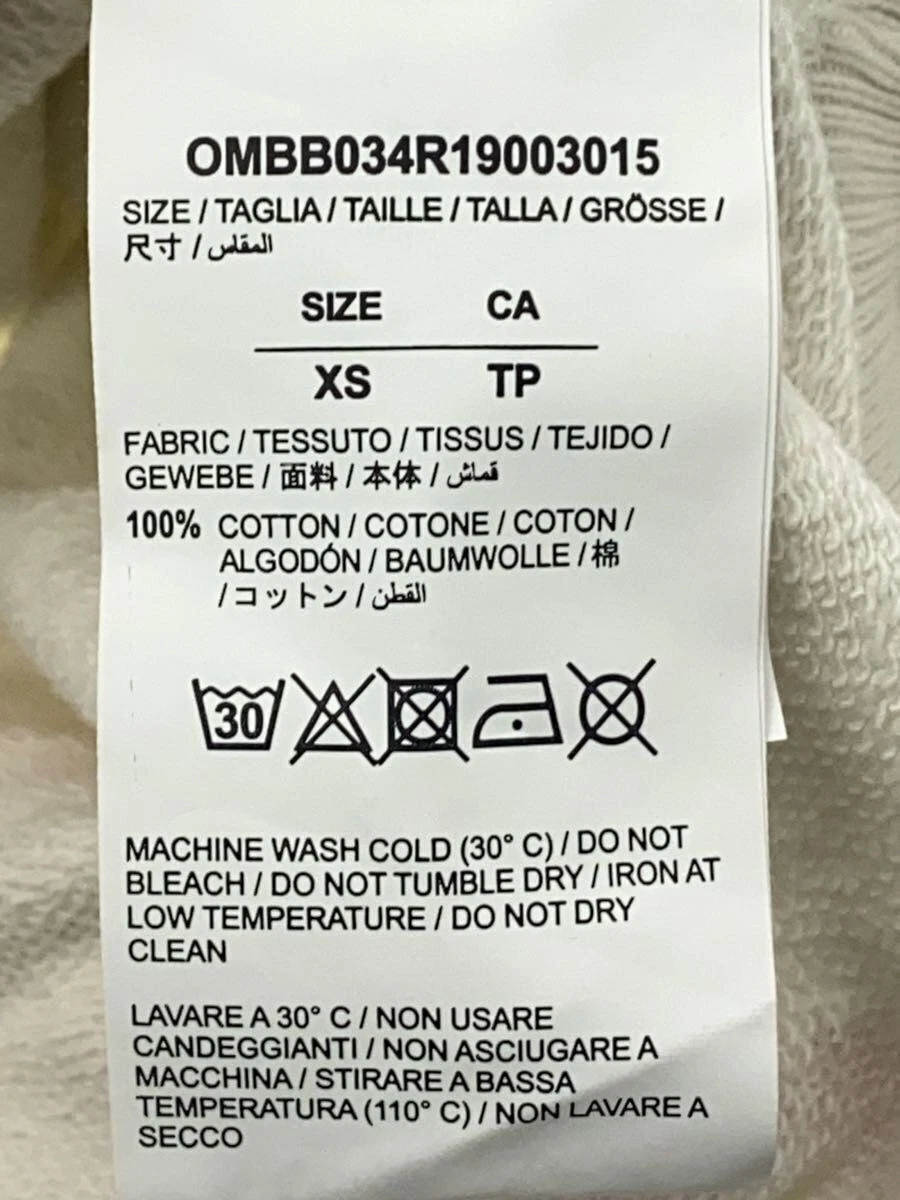 OMBB034R19003015
SIZE / TAGLIA / TAILLE / TALLA / GRÖSSE /
尺寸 / المقلس
SIZE CA
XS TP
FABRIC / TESSUTO / TISSUS / TEJIDO /
GEWEBE / 面料 / 本体 / قماش
100% COTTON / COTONE / COTON /
ALGODÓN / BAUMWOLLE / 棉
/ コットン / القطن
30
MACHINE WASH COLD (30° C) / DO NOT
BLEACH / DO NOT TUMBLE DRY / IRON AT
LOW TEMPERATURE / DO NOT DRY
CLEAN
LAVARE A 30° C / NON USARE
CANDEGGIANTI / NON ASCIUGARE A
MACCHINA / STIRARE A BASSA
TEMPERATURA (110° C) / NON LAVARE A
SECCO